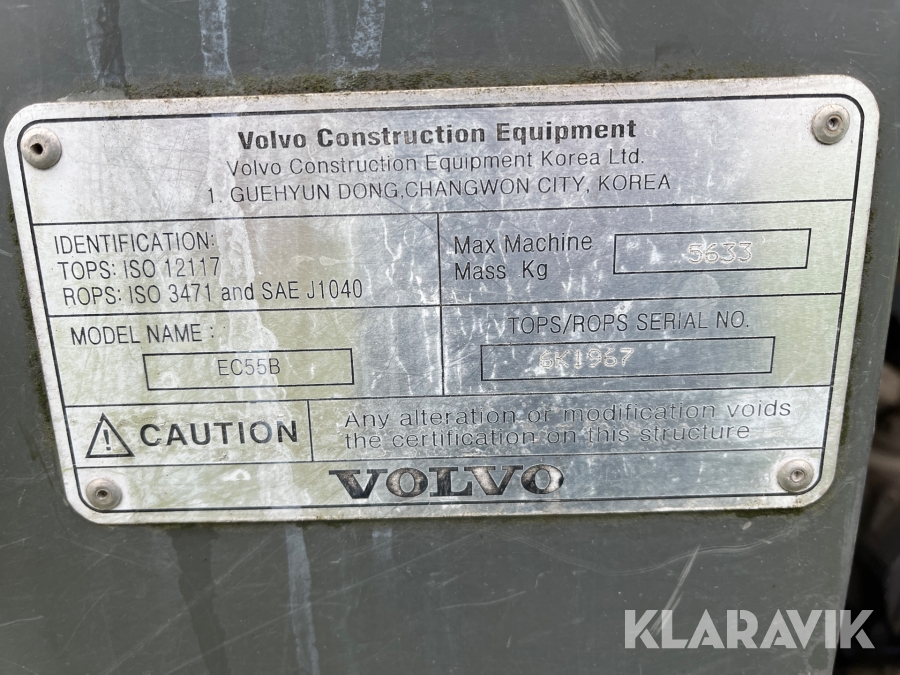 Volvo Construction Equipment
Volvo Construction Equipment Korea Ltd.
1. GUEHYUN DONG,CHANGWON CITY, KOREA
IDENTIFICATION:
TOPS: ISO 12117
ROPS: ISO 3471 and SAE J1040
Max Machine
Mass Kg
5633
MODEL NAME :
EC55B
TOPS/ROPS SERIAL NO.
6K1967
CAUTION
Any alteration or modification voids
the certification on this structure
VOLVO
KLARAVIK